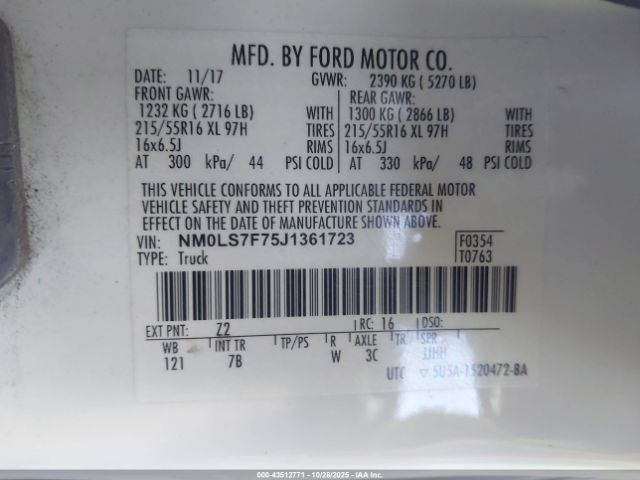 MFD. BY FORD MOTOR CO.
DATE: 11/17 GVWR: 2390 KG ( 5270 LB)
FRONT GAWR: REAR GAWR:
1232 KG ( 2716 LB) WITH 1300 KG ( 2866 LB) WITH
215/55R16 XL 97H TIRES 215/55R16 XL 97H TIRES
16x6.5J RIMS 16x6.5J RIMS
AT 300 kPa/ 44 PSI COLD AT 330 kPa/ 48 PSI COLD
THIS VEHICLE CONFORMS TO ALL APPLICABLE FEDERAL MOTOR
VEHICLE SAFETY AND THEFT PREVENTION STANDARDS IN
EFFECT ON THE DATE OF MANUFACTURE SHOWN ABOVE.
VIN: NM0LS7F75J1361723 F0354
TYPE: Truck T0763
EXT PNT: Z2 RC: 16 DSO:
WB INT TR TP/PS R AXLE TR SPR
121 7B W 3C JJHH
UTC 5U5A-1520472-BA
000-43512771 - 10/28/2025 - IAA, Inc.